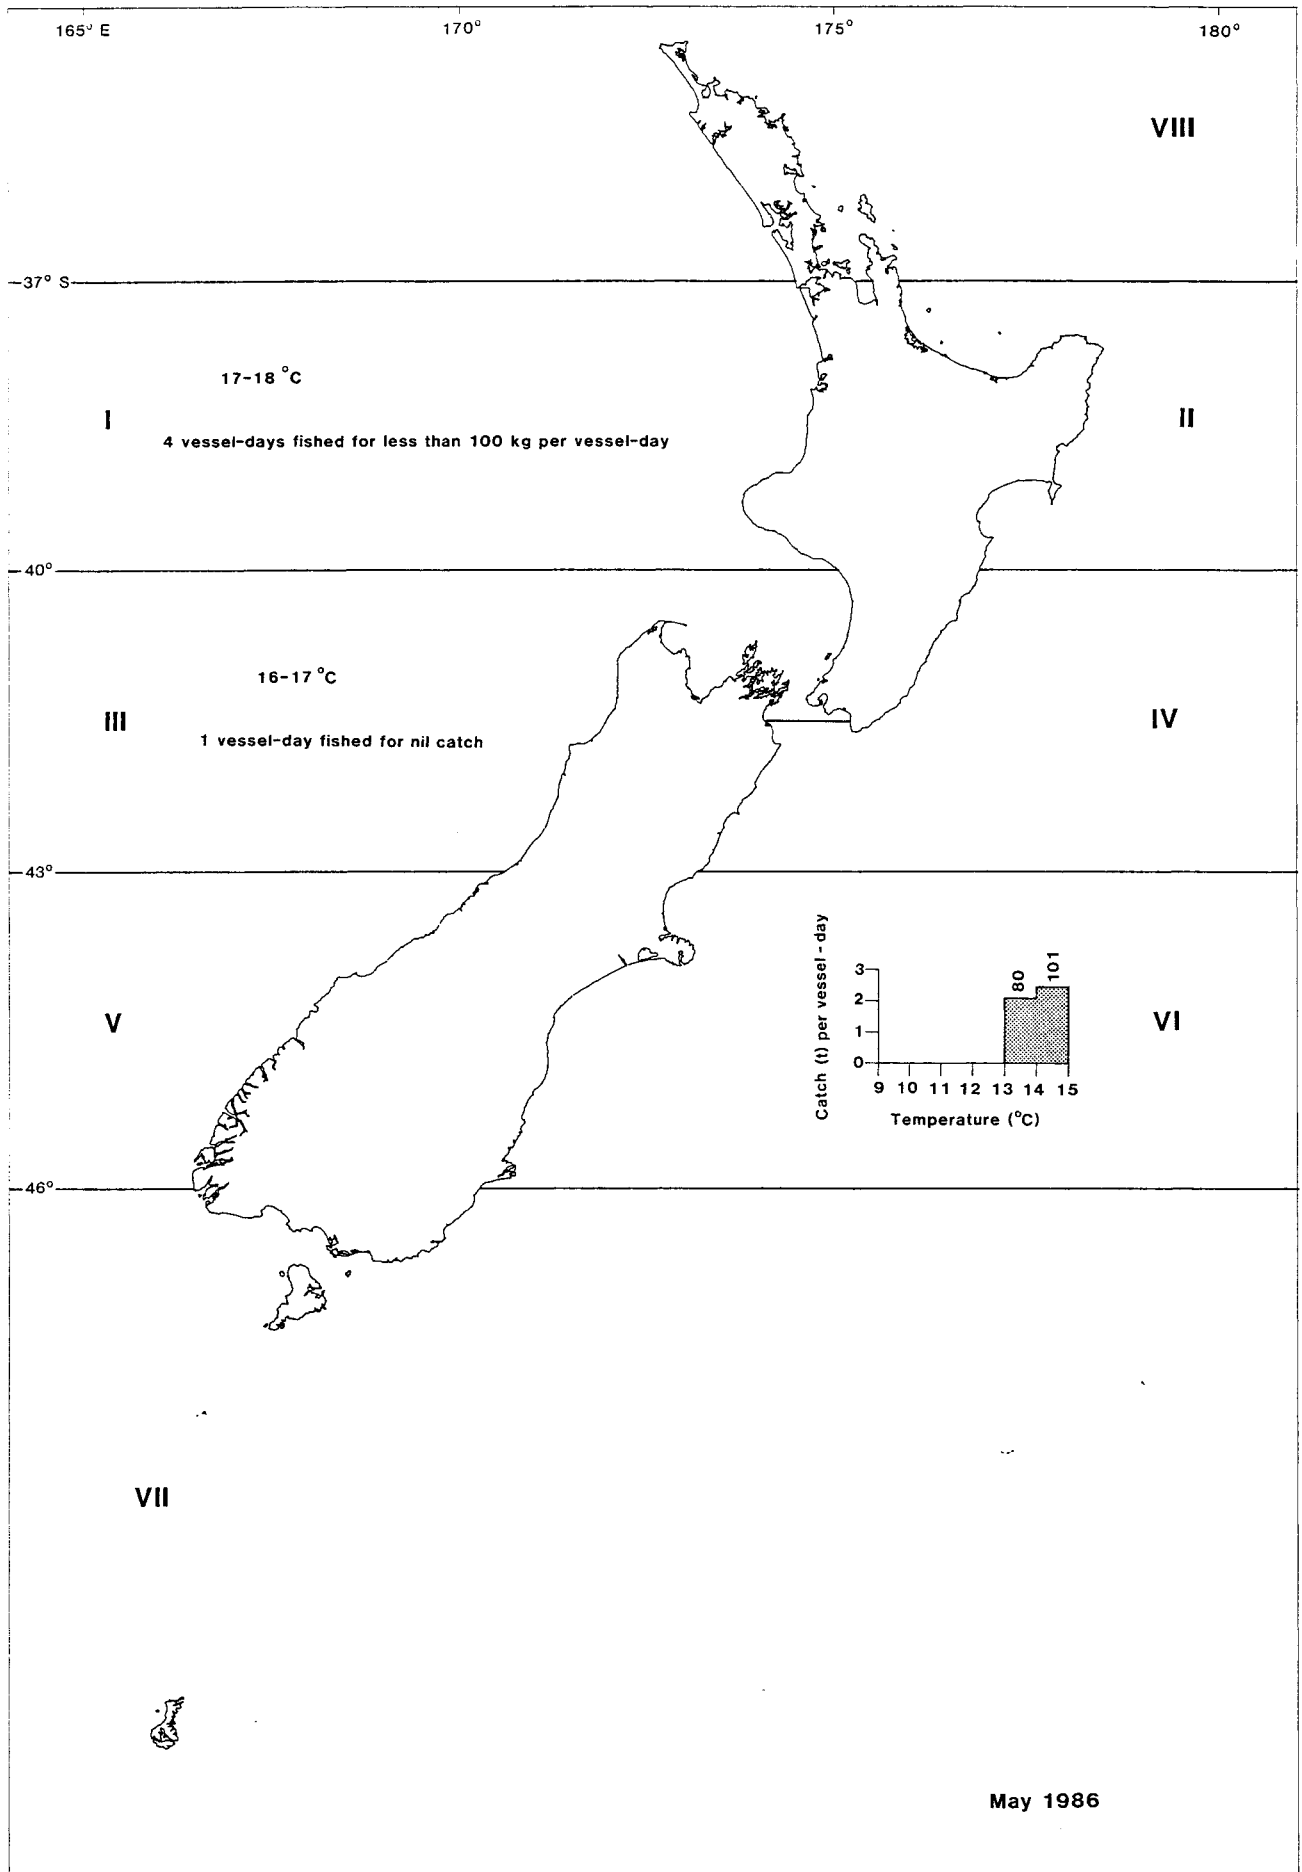 165° E 170° 175° 180°
VIII
37° S
17-18 °C
I
II
4 vessel-days fished for less than 100 kg per vessel-day
40°
16-17 °C
III
IV
1 vessel-day fished for nil catch
43°
V
VI
Catch (t) per vessel-day
3
2
1
0
80
101
9 10 11 12 13 14 15
Temperature (°C)
46°
VII
May 1986